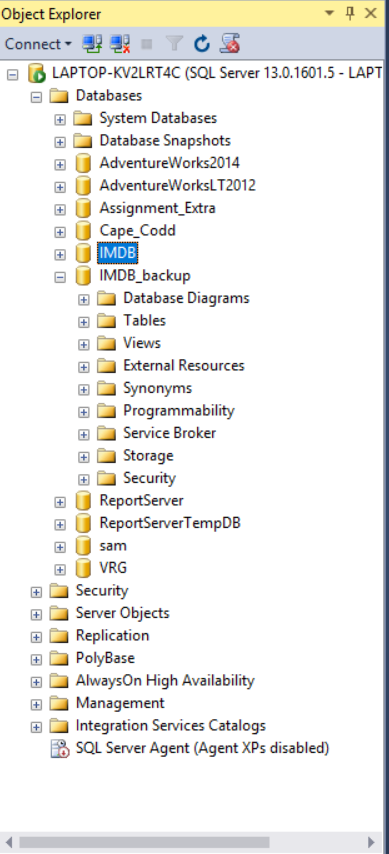 Object Explorer
Connect
LAPTOP-KV2LRT4C (SQL Server 13.0.1601.5 - LAPT
Databases
System Databases
Database Snapshots
AdventureWorks2014
AdventureWorksLT2012
Assignment_Extra
Cape_Codd
IMDB
IMDB_backup
Database Diagrams
Tables
Views
External Resources
Synonyms
Programmability
Service Broker
Storage
Security
ReportServer
ReportServerTempDB
sam
VRG
Security
Server Objects
Replication
PolyBase
AlwaysOn High Availability
Management
Integration Services Catalogs
SQL Server Agent (Agent XPs disabled)